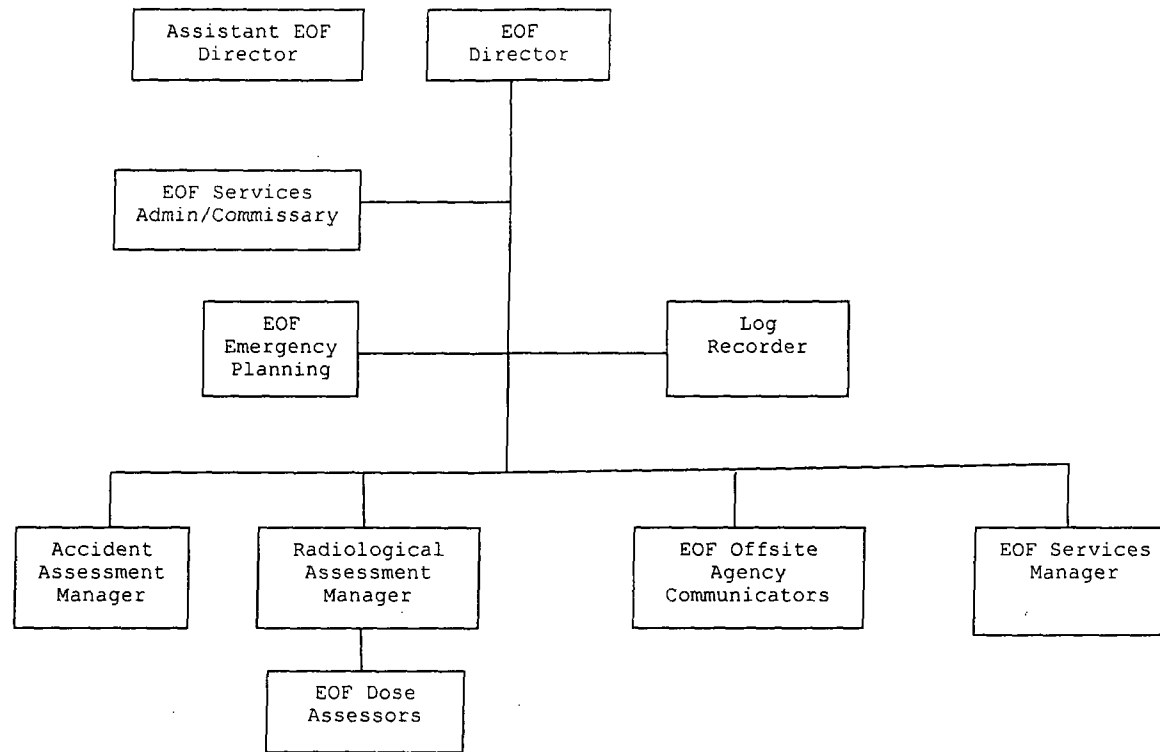 Assistant EOF
Director
EOF
Director
EOF Services
Admin/Commissary
EOF
Emergency
Planning
Log
Recorder
Accident
Assessment
Manager
Radiological
Assessment
Manager
EOF Offsite
Agency
Communicators
EOF Services
Manager
EOF Dose
Assessors